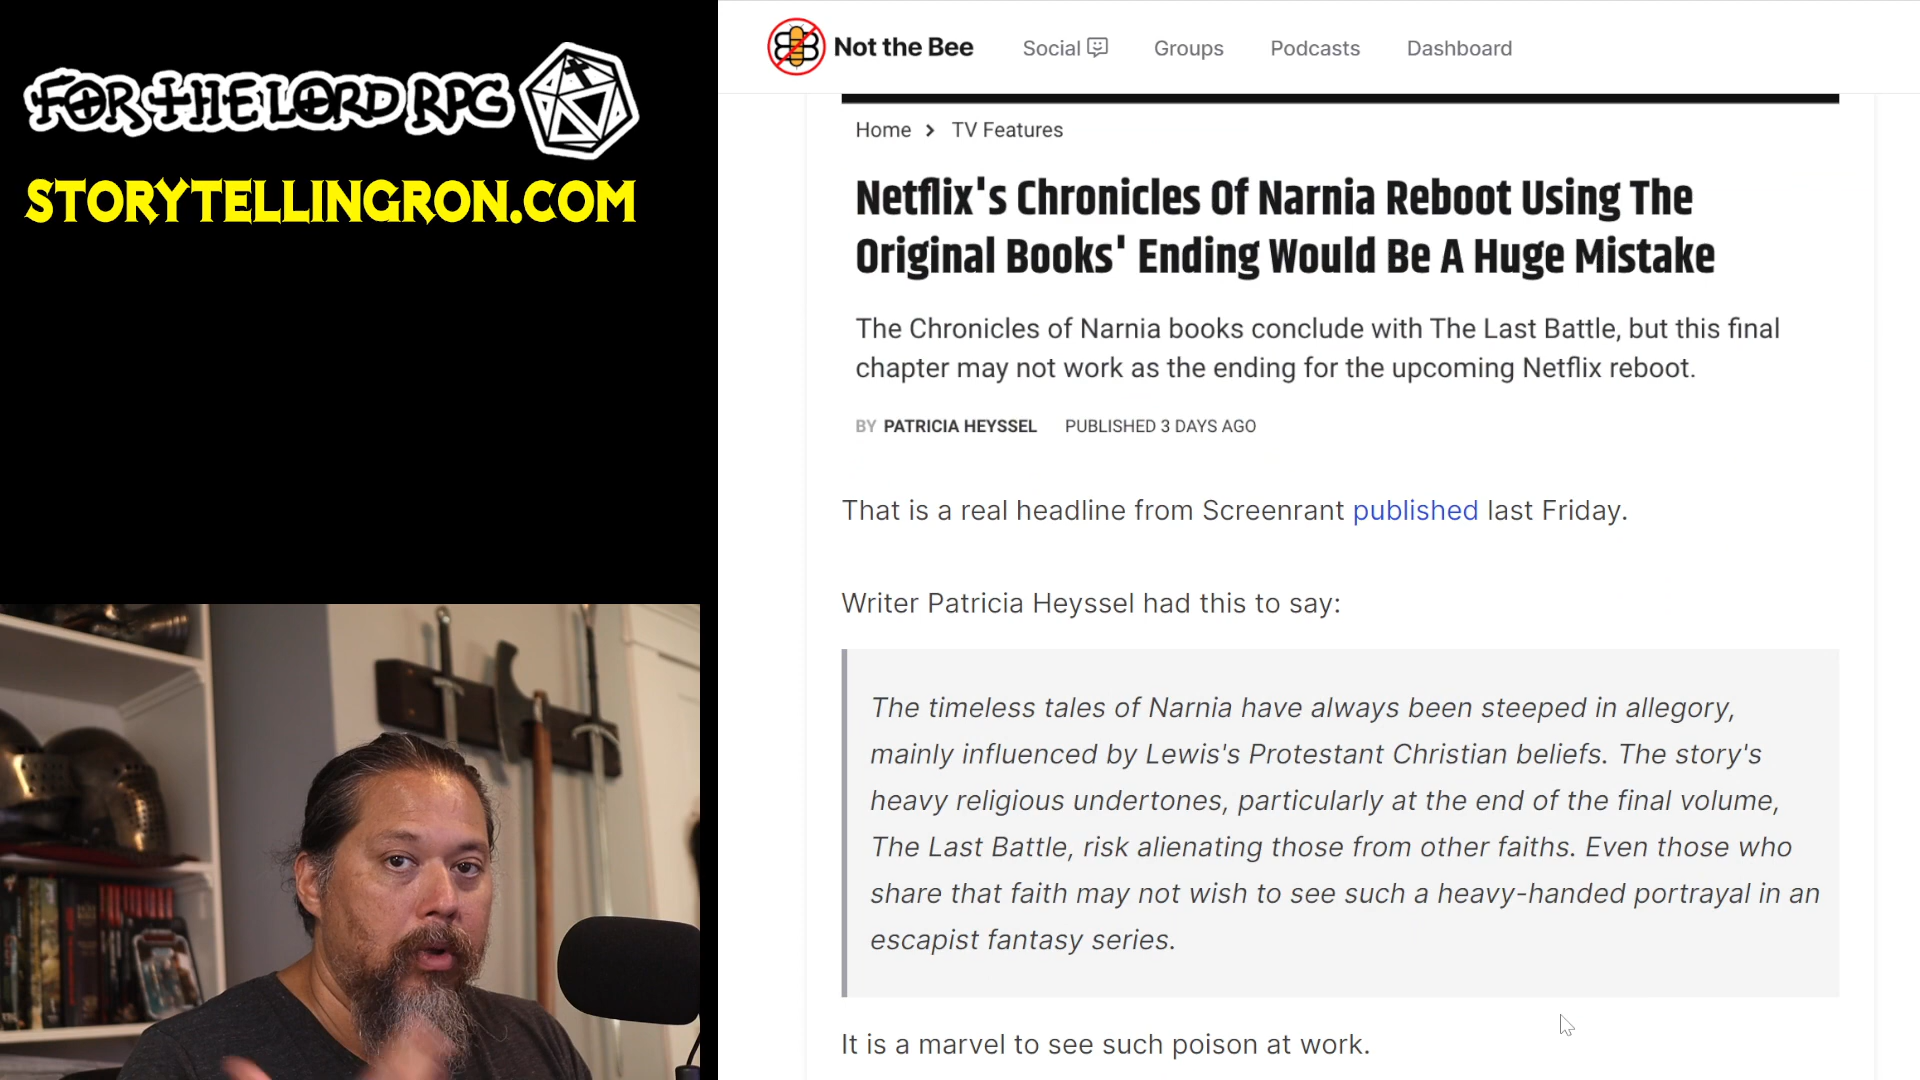 FOR THE LORD RPG
STORYTELLINGRON.COM
Not the Bee
Social
Groups
Podcasts
Dashboard
Home > TV Features
Netflix's Chronicles Of Narnia Reboot Using The
Original Books' Ending Would Be A Huge Mistake
The Chronicles of Narnia books conclude with The Last Battle, but this final
chapter may not work as the ending for the upcoming Netflix reboot.
BY PATRICIA HEYSSEL PUBLISHED 3 DAYS AGO
That is a real headline from Screenrant published last Friday.
Writer Patricia Heyssel had this to say:
The timeless tales of Narnia have always been steeped in allegory,
mainly influenced by Lewis's Protestant Christian beliefs. The story's
heavy religious undertones, particularly at the end of the final volume,
The Last Battle, risk alienating those from other faiths. Even those who
share that faith may not wish to see such a heavy-handed portrayal in an
escapist fantasy series.
It is a marvel to see such poison at work.